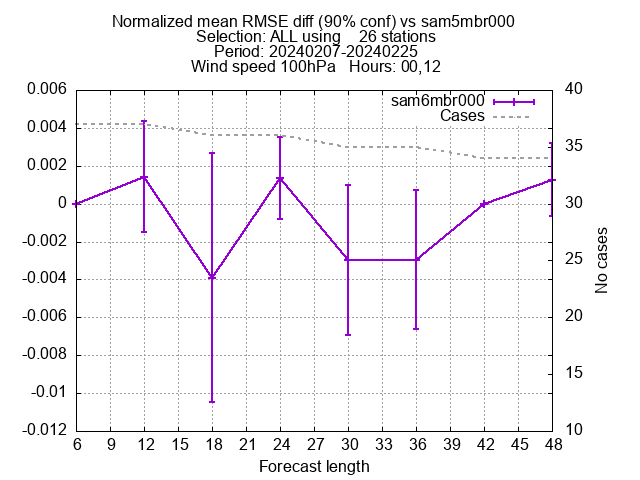 Normalized mean RMSE diff (90% conf) vs sam5mbr000
Selection: ALL using    26 stations
Period: 20240207-20240225
Wind speed 100hPa   Hours: 00,12
sam6mbr000
Cases
0.006
0.004
0.002
0
-0.002
-0.004
-0.006
-0.008
-0.01
-0.012
40
35
30
25
20
15
10
No cases
6 9 12 15 18 21 24 27 30 33 36 39 42 45 48
Forecast length